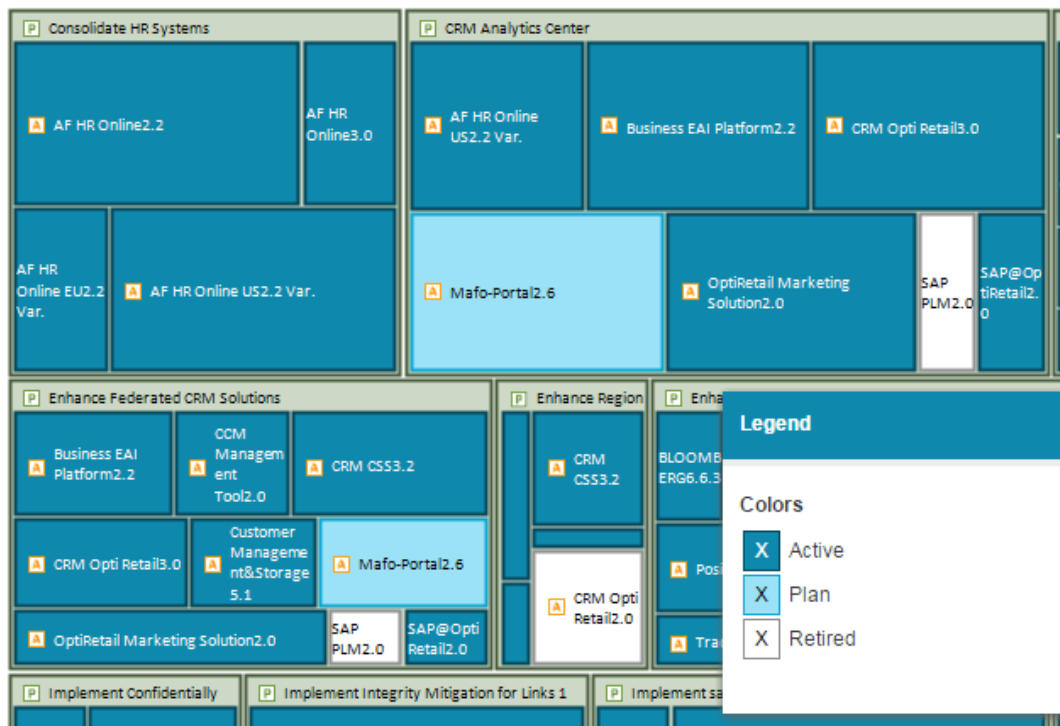 P Consolidate HR Systems
A AF HR Online2.2
AF HR
Online3.0
AF HR
Online EU2.2
Var.
A AF HR Online US2.2 Var.
P CRM Analytics Center
A AF HR Online
US2.2 Var.
A Business EAI Platform2.2
A CRM Opti Retail3.0
A Mafo-Portal2.6
A OptiRetail Marketing
Solution2.0
SAP
PLM2.0
SAP@Op
tiRetail2.
0
P Enhance Federated CRM Solutions
A Business EAI
Platform2.2
A CCM
Managem
ent
Tool2.0
A CRM CSS3.2
A CRM Opti Retail3.0
A Customer
Manageme
nt&Storage
5.1
A Mafo-Portal2.6
A OptiRetail Marketing Solution2.0
SAP
PLM2.0
SAP@Opti
Retail2.0
P Enhance Region
A CRM
CSS3.2
A CRM Opti
Retail2.0
P Enha
BLOOMB
ERG6.6.3
A Posi
A Tra
Legend
Colors
X Active
X Plan
X Retired
P Implement Confidentially
P Implement Integrity Mitigation for Links 1
P Implement sa